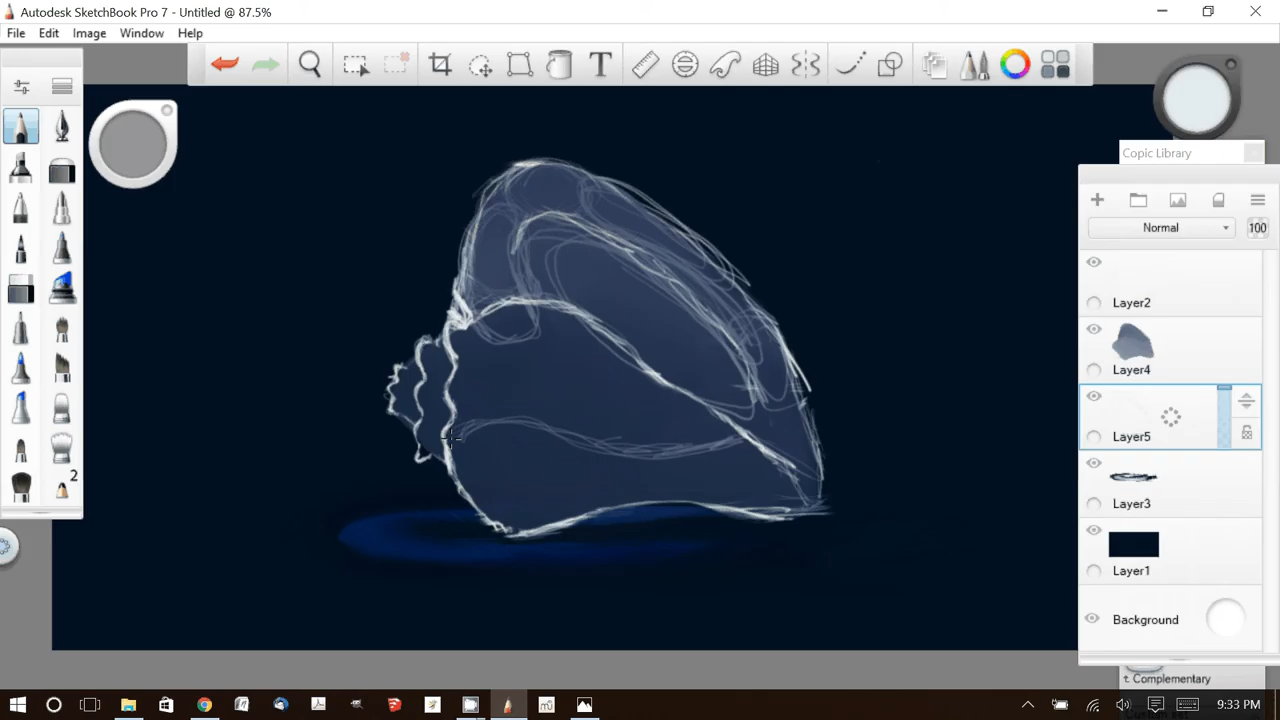 Autodesk SketchBook Pro 7 - Untitled @ 87.5%
File Edit Image Window Help
T
Copic Library
Normal 100
Layer2
Layer4
Layer5
Layer3
Layer1
Background
2
1. Complementary
9:33 PM